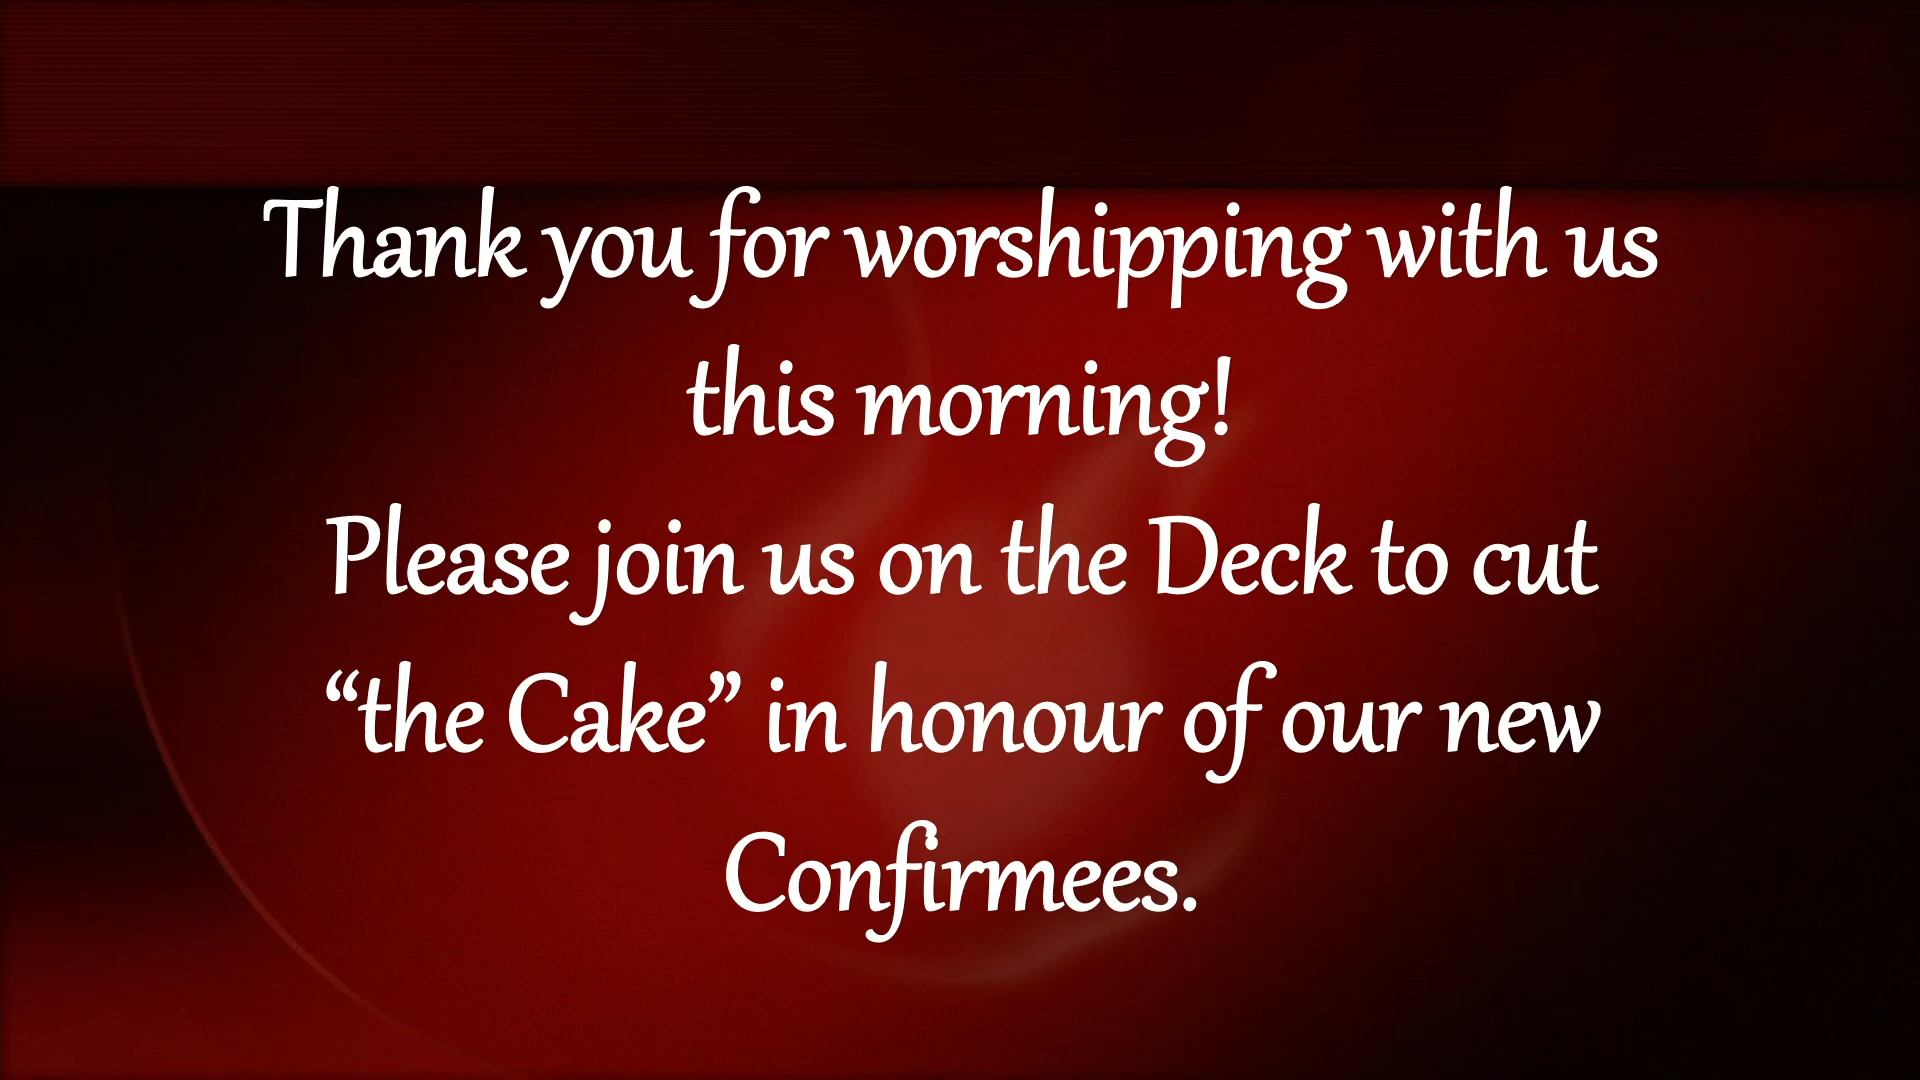 Thank you for worshipping with us
this morning!
Please join us on the Deck to cut
“the Cake” in honour of our new
Confirmees.